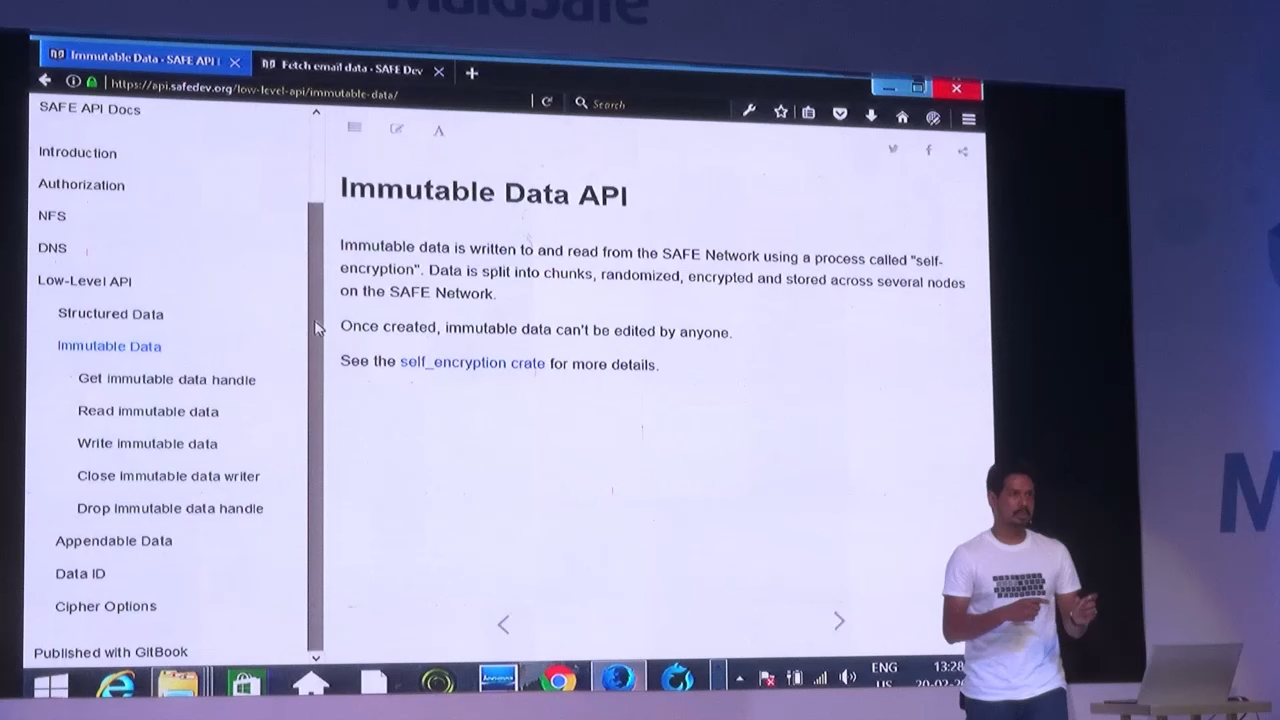 MaidSafe
Immutable Data - SAFE API
Fetch email data - SAFE Dev
https://api.safedev.org/low-level-api/immutable-data/
Search
SAFE API Docs
Introduction
Authorization
NFS
DNS
Low-Level API
Structured Data
Immutable Data
Get immutable data handle
Read immutable data
Write immutable data
Close immutable data writer
Drop immutable data handle
Appendable Data
Data ID
Cipher Options
Published with GitBook
A
Immutable Data API
Immutable data is written to and read from the SAFE Network using a process called "self-
encryption". Data is split into chunks, randomized, encrypted and stored across several nodes
on the SAFE Network.
Once created, immutable data can't be edited by anyone.
See the self_encryption crate for more details.
ENG
US
13:28
M